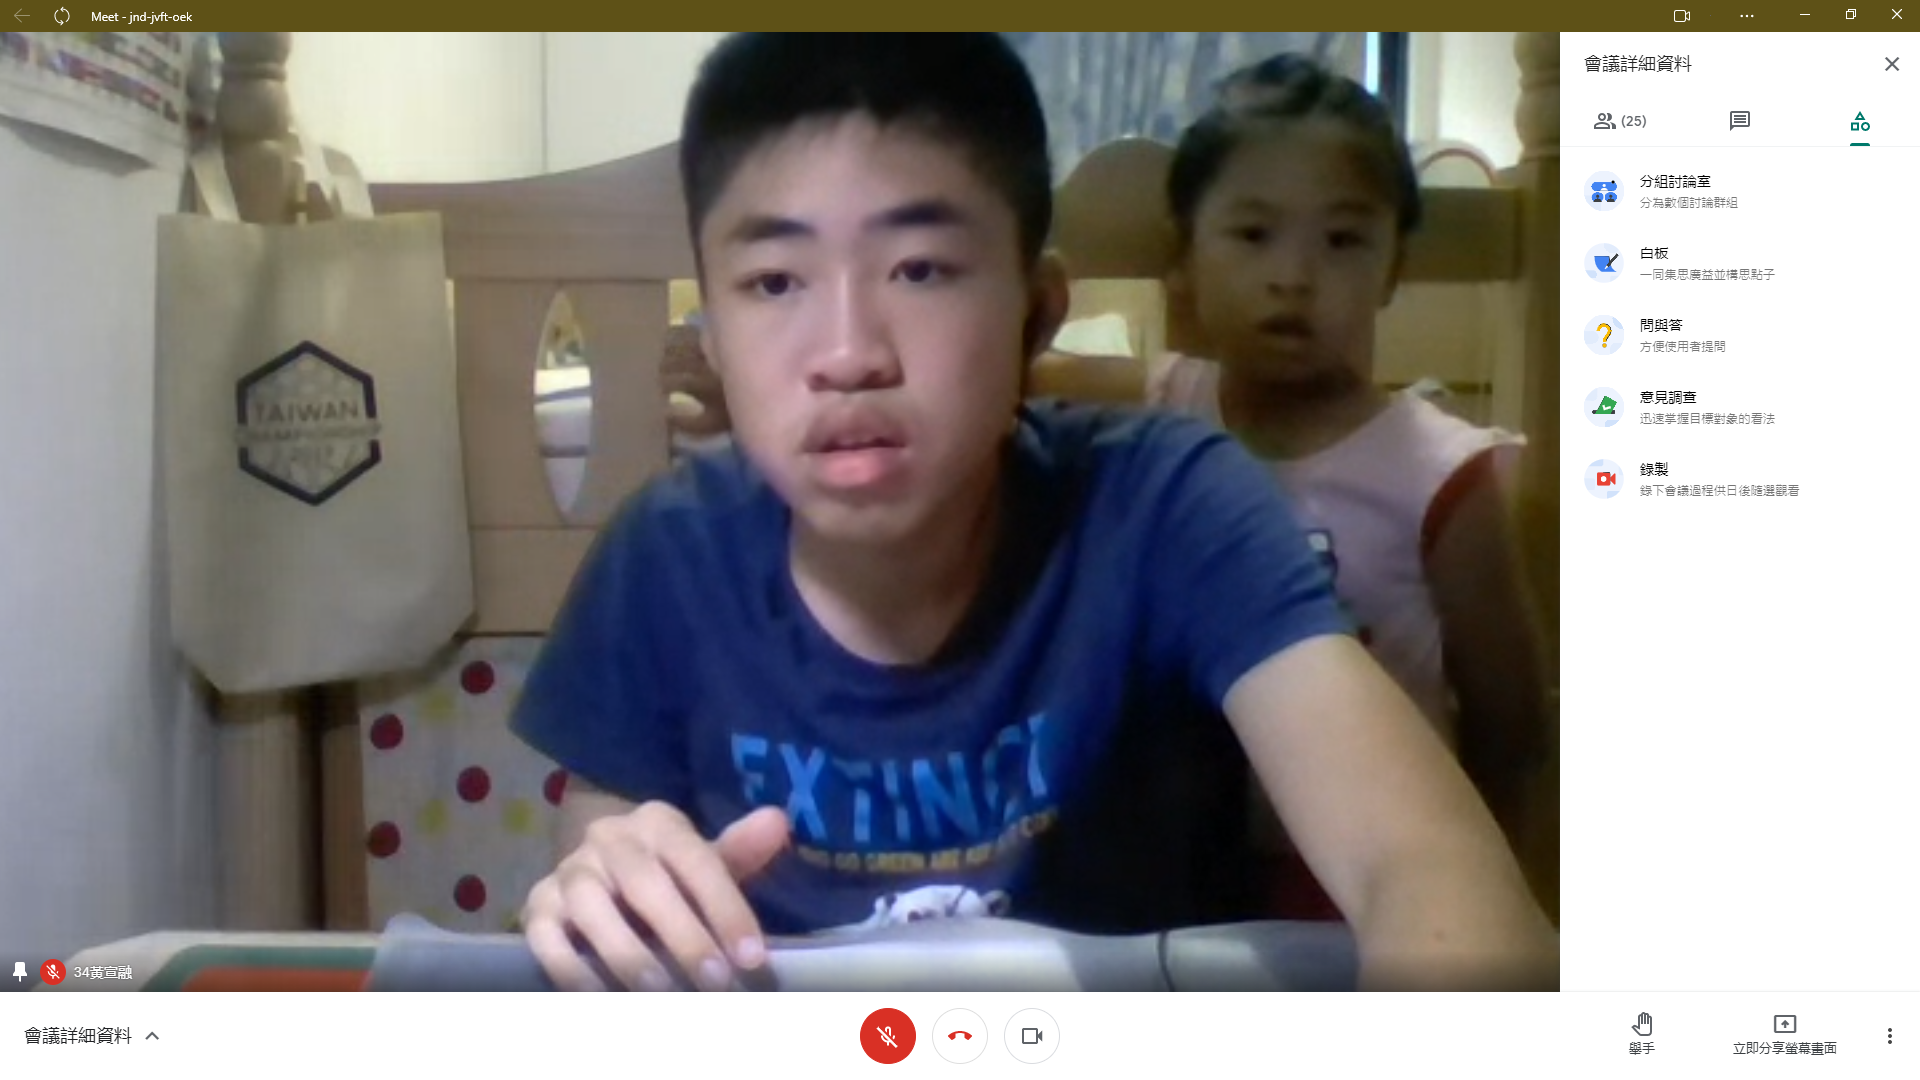 Meet - jnd-jvft-oek
會議詳細資料
(25)
分組討論室
分為數個討論群組
白板
一同集思廣益並構思點子
問與答
方便使用者提問
意見調查
迅速掌握目標對象的看法
錄製
錄下會議過程供日後隨選觀看
TAIWAN
EXTINCT
GO GREEN ARE
34黃宣融
會議詳細資料
舉手
立即分享螢幕畫面